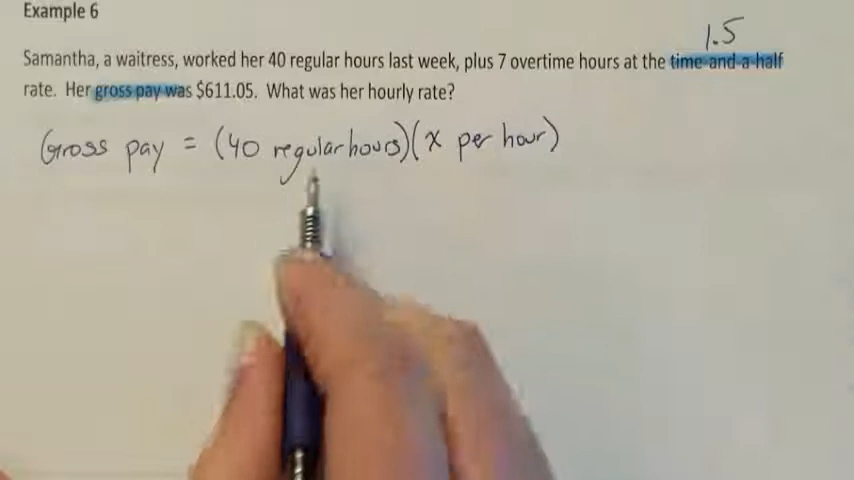 Example 6
1.5
Samantha, a waitress, worked her 40 regular hours last week, plus 7 overtime hours at the time-and-a-half
rate. Her gross pay was $611.05. What was her hourly rate?
Gross pay = (40 regular hours)(x per hour)